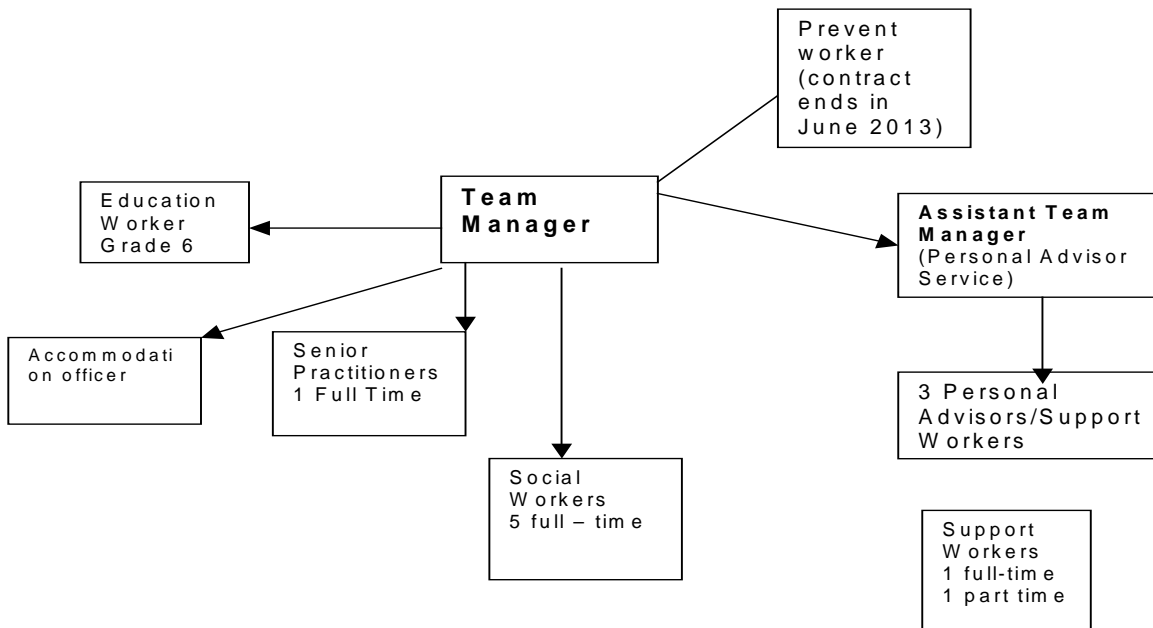 Prevent
worker
(contract
ends in
June 2013)
Education
Worker
Grade 6
Team
Manager
Assistant Team
Manager
(Personal Advisor
Service)
Accommodati
on officer
Senior
Practitioners
1 Full Time
3 Personal
Advisors/Support
Workers
Social
Workers
5 full – time
Support
Workers
1 full-time
1 part time